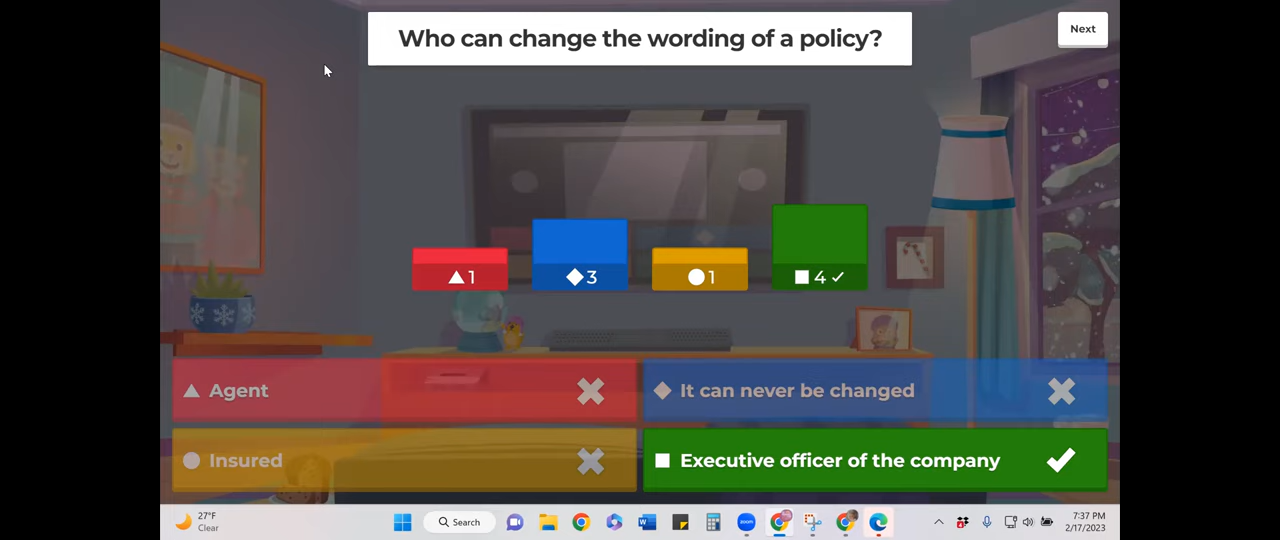 Who can change the wording of a policy?
Next
1
3
1
4
Agent
It can never be changed
Insured
Executive officer of the company
27°F
Clear
Search
7:37 PM
2/17/2023